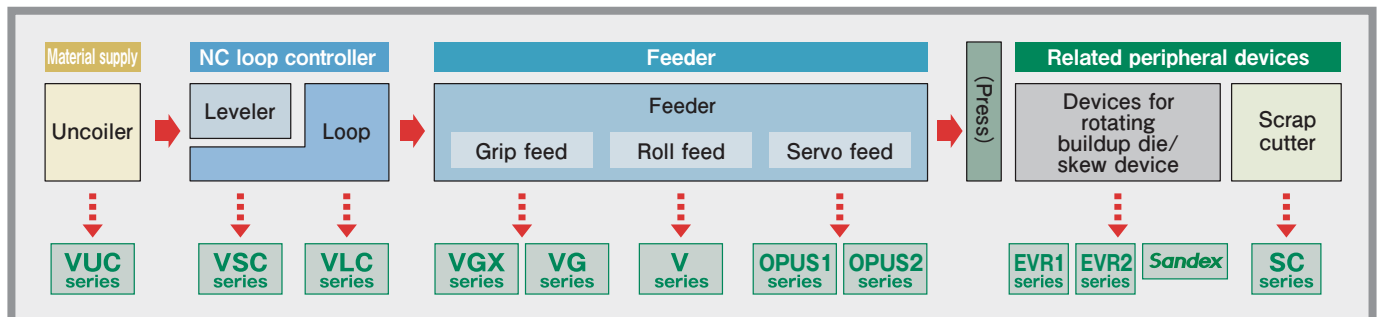 Material supply
NC loop controller
Feeder
Related peripheral devices
Uncoiler
Leveler
Loop
Feeder
Grip feed
Roll feed
Servo feed
(Press)
Devices for
rotating
buildup die/
skew device
Scrap
cutter
VUC
series
VSC
series
VLC
series
VGX
series
VG
series
V
series
OPUS1
series
OPUS2
series
EVR1
series
EVR2
series
Sandex
SC
series